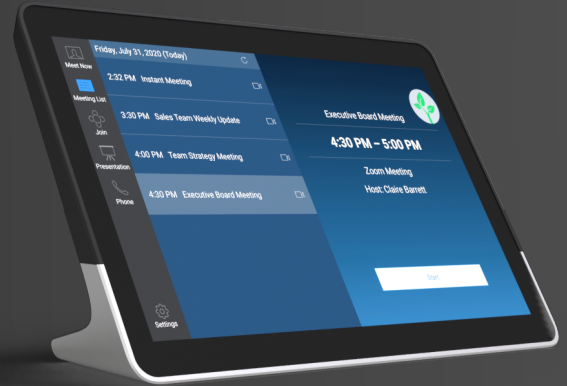 Friday, July 31, 2020 (Today)
Meet Now
2:32 PM Instant Meeting
Meeting List
3:30 PM Sales Team Weekly Update
Join
4:00 PM Team Strategy Meeting
Presentation
4:30 PM Executive Board Meeting
Phone
Settings
Executive Board Meeting
4:30 PM – 5:00 PM
Zoom Meeting
Host: Claire Barrett
Start